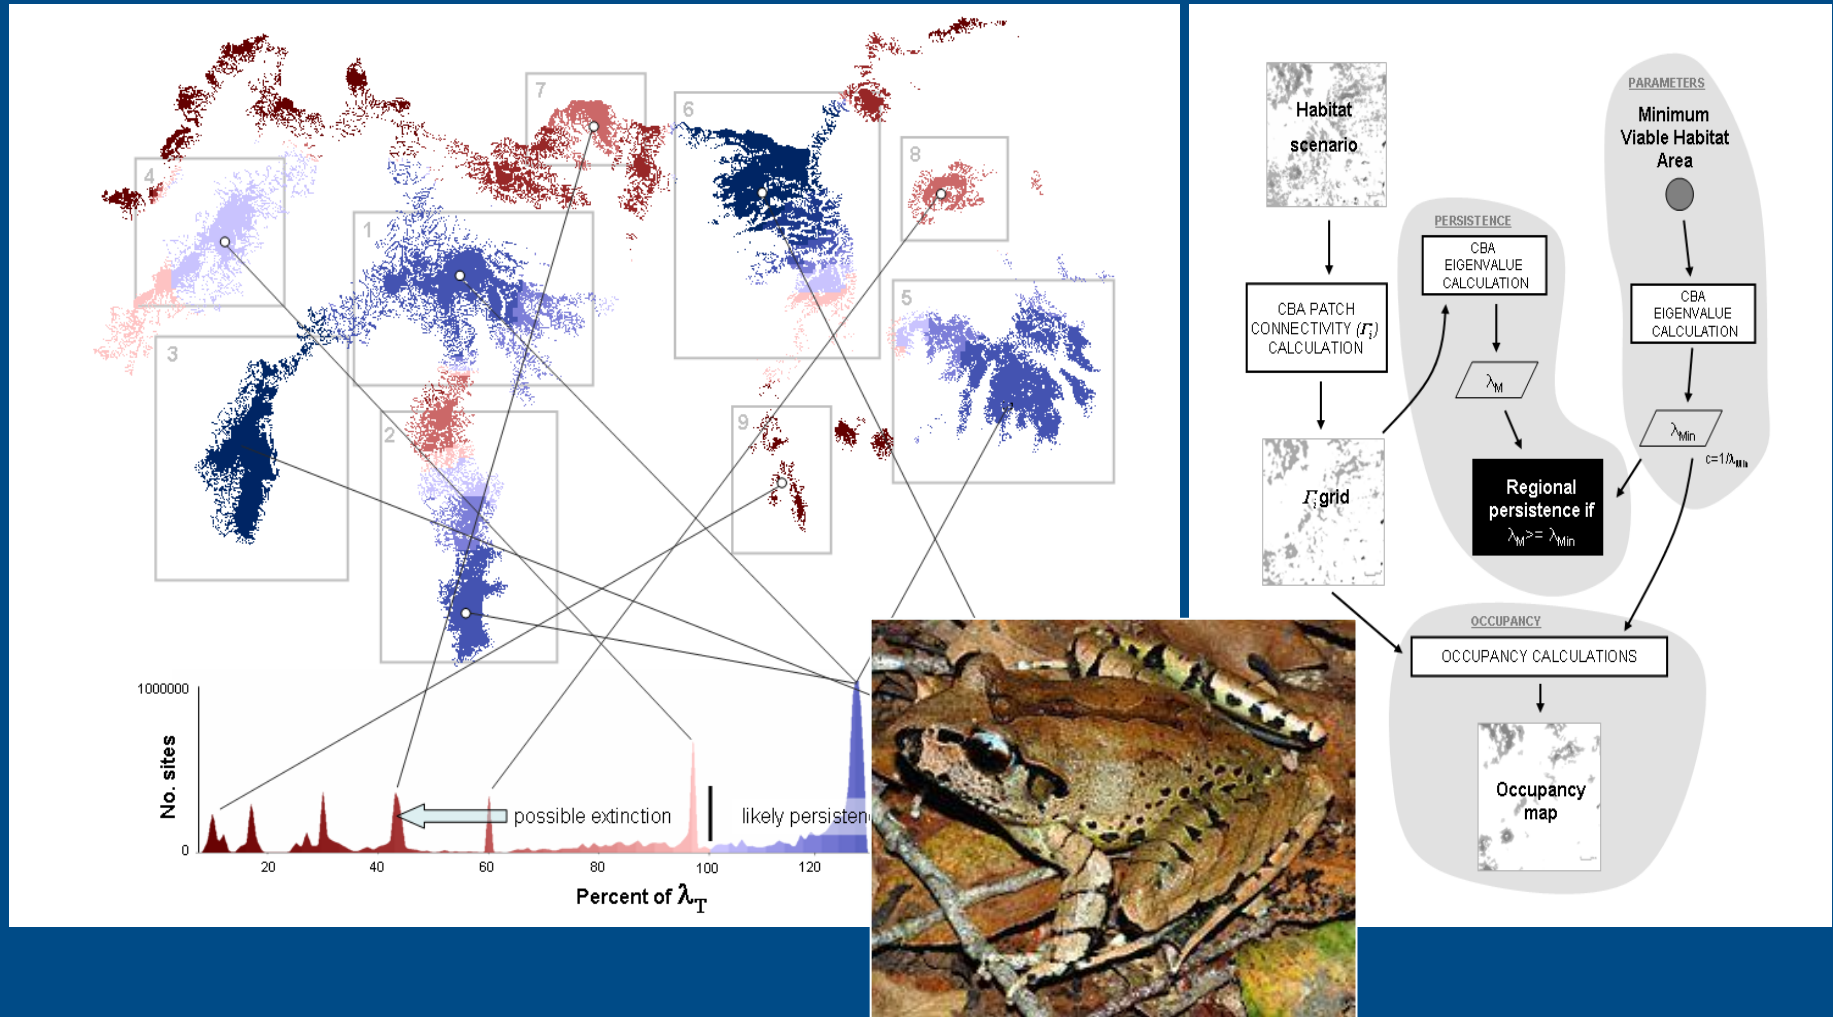 7
6
8
4
1
5
3
2
9
1000000
No. sites
0
possible extinction
likely persisten
20
40
60
80
100
120
Percent of λT
Habitat
scenario
CBA PATCH
CONNECTIVITY (Γi)
CALCULATION
Γi grid
PERSISTENCE
CBA
EIGENVALUE
CALCULATION
λM
Regional
persistence if
λM>= λMin
PARAMETERS
Minimum
Viable Habitat
Area
CBA
EIGENVALUE
CALCULATION
λMin
c=1/λMin
OCCUPANCY
OCCUPANCY CALCULATIONS
Occupancy
map